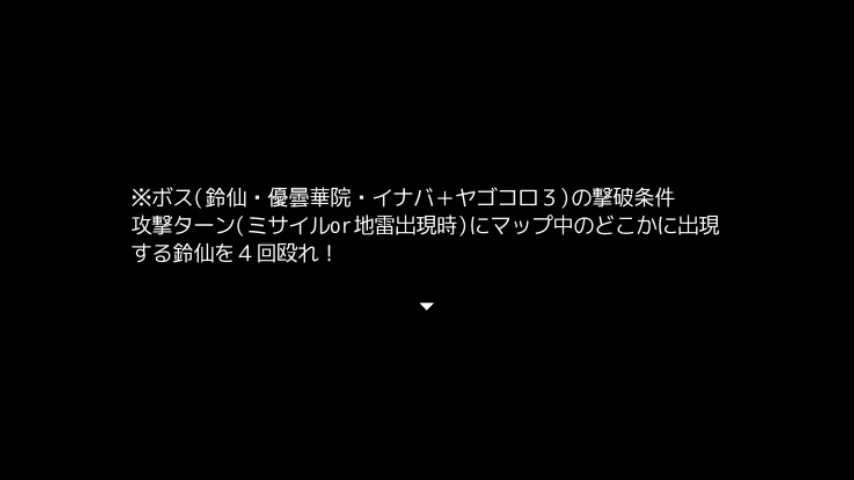 ※ボス(鈴仙・優曇華院・イナバ＋ヤゴコロ３)の撃破条件
攻撃ターン(ミサイルor地雷出現時)にマップ中のどこかに出現
する鈴仙を４回殴れ！